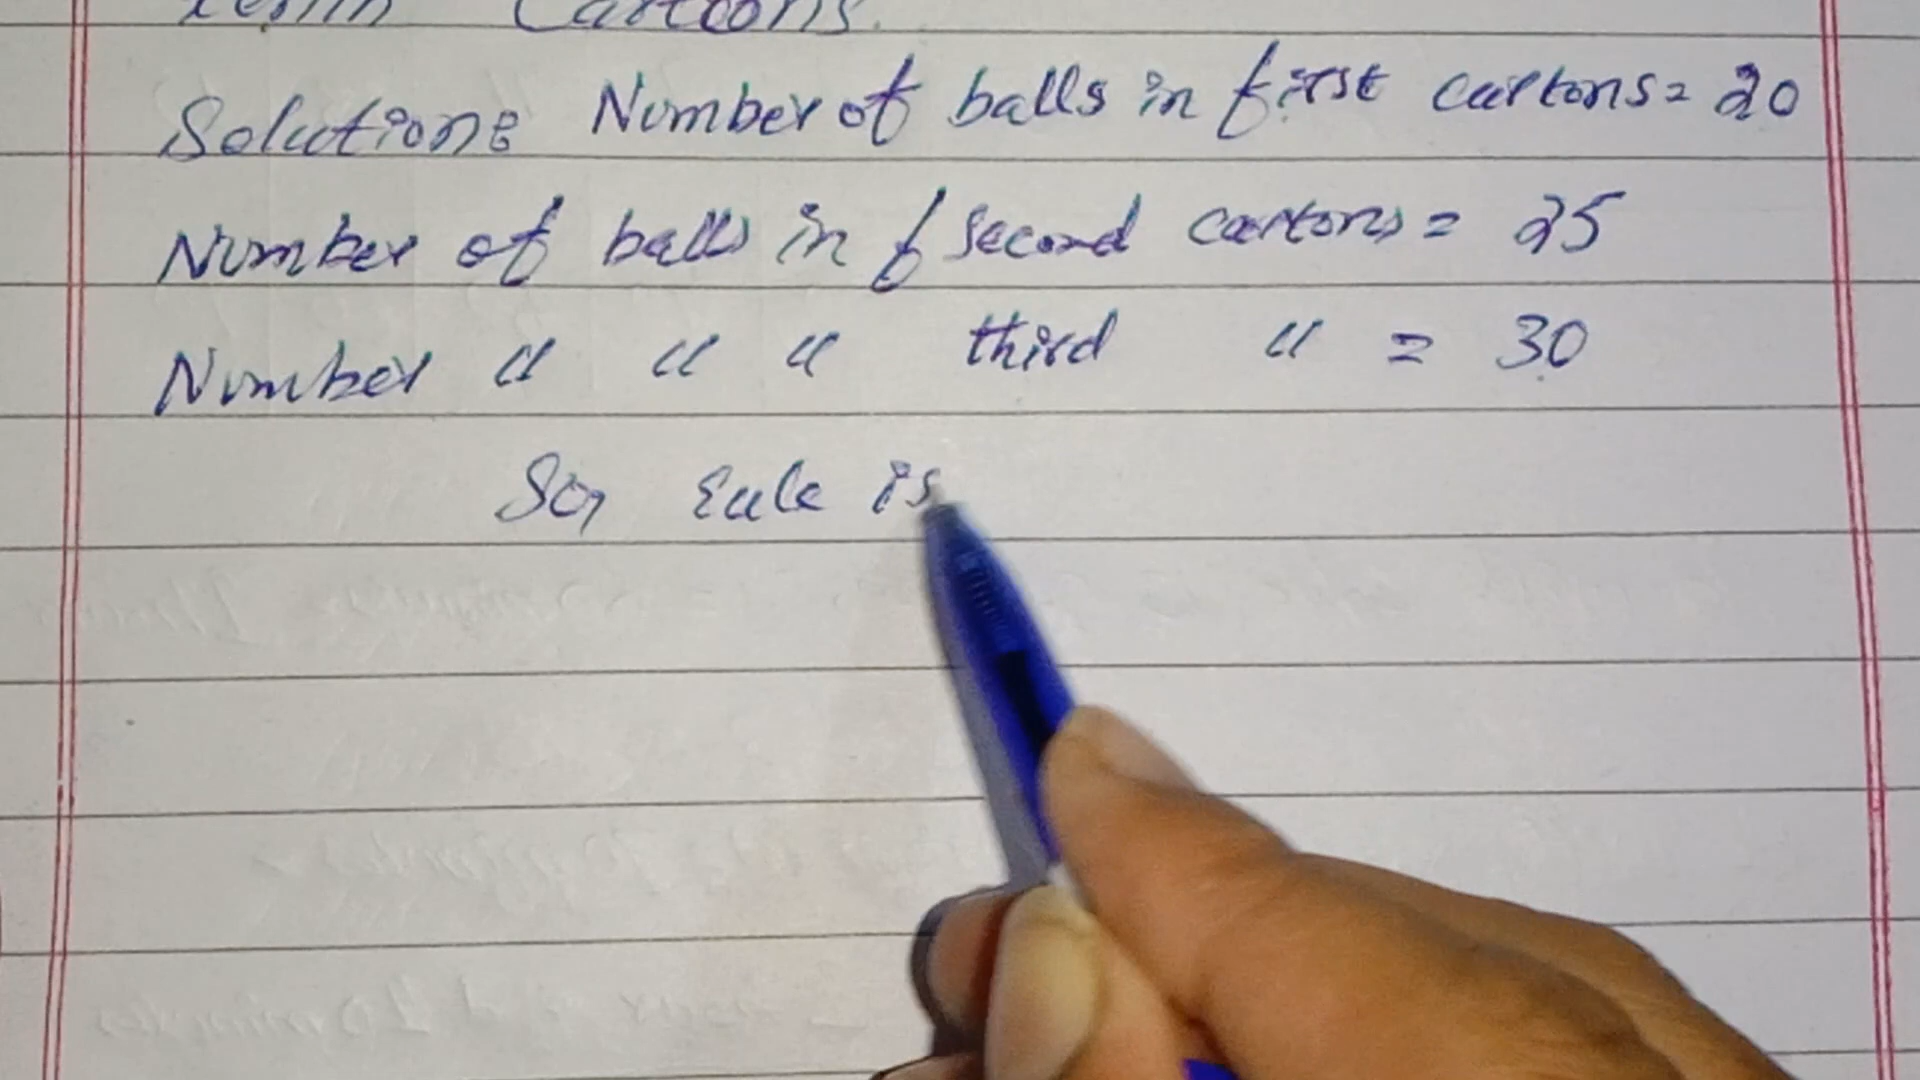 Cartoons.
Solution: Number of balls in first cartons = 20
Number of balls in f second cartons = 25
Number " " " third " = 30
So, rule is